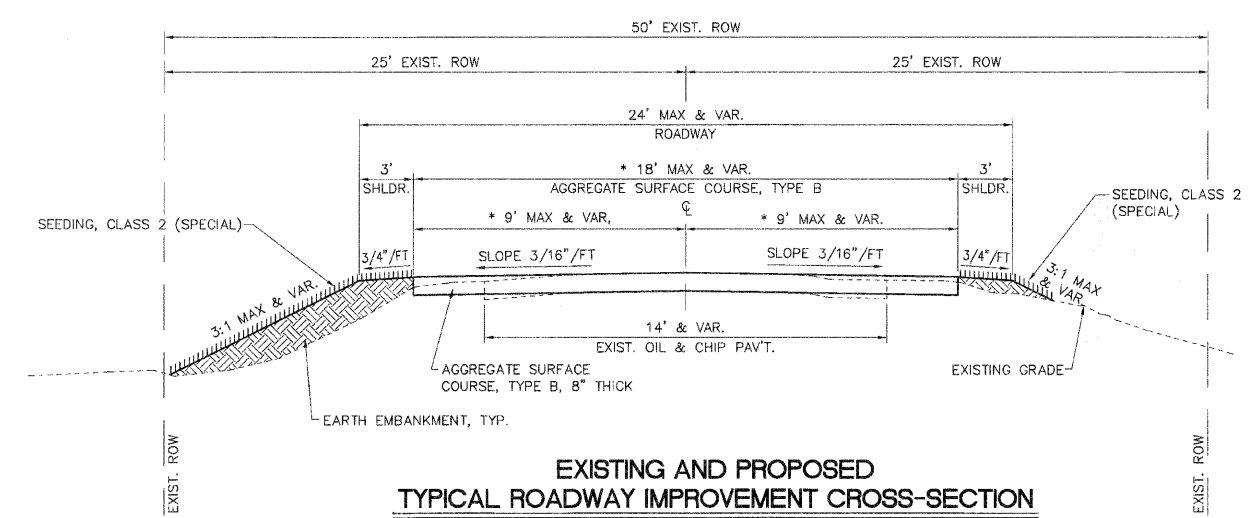 50' EXIST. ROW
25' EXIST. ROW
25' EXIST. ROW
24' MAX & VAR.
ROADWAY
3'
SHLDR.
* 18' MAX & VAR.
AGGREGATE SURFACE COURSE, TYPE B
3'
SHLDR.
SEEDING, CLASS 2
(SPECIAL)
SEEDING, CLASS 2 (SPECIAL)
℄
* 9' MAX & VAR,
* 9' MAX & VAR.
3/4"/FT
SLOPE 3/16"/FT
SLOPE 3/16"/FT
3/4"/FT
3:1 MAX & VAR.
3:1 MAX
& VAR.
14' & VAR.
EXIST. OIL & CHIP PAV'T.
AGGREGATE SURFACE
COURSE, TYPE B, 8" THICK
EXISTING GRADE
EARTH EMBANKMENT, TYP.
EXIST. ROW
EXIST. ROW
EXISTING AND PROPOSED
TYPICAL ROADWAY IMPROVEMENT CROSS-SECTION